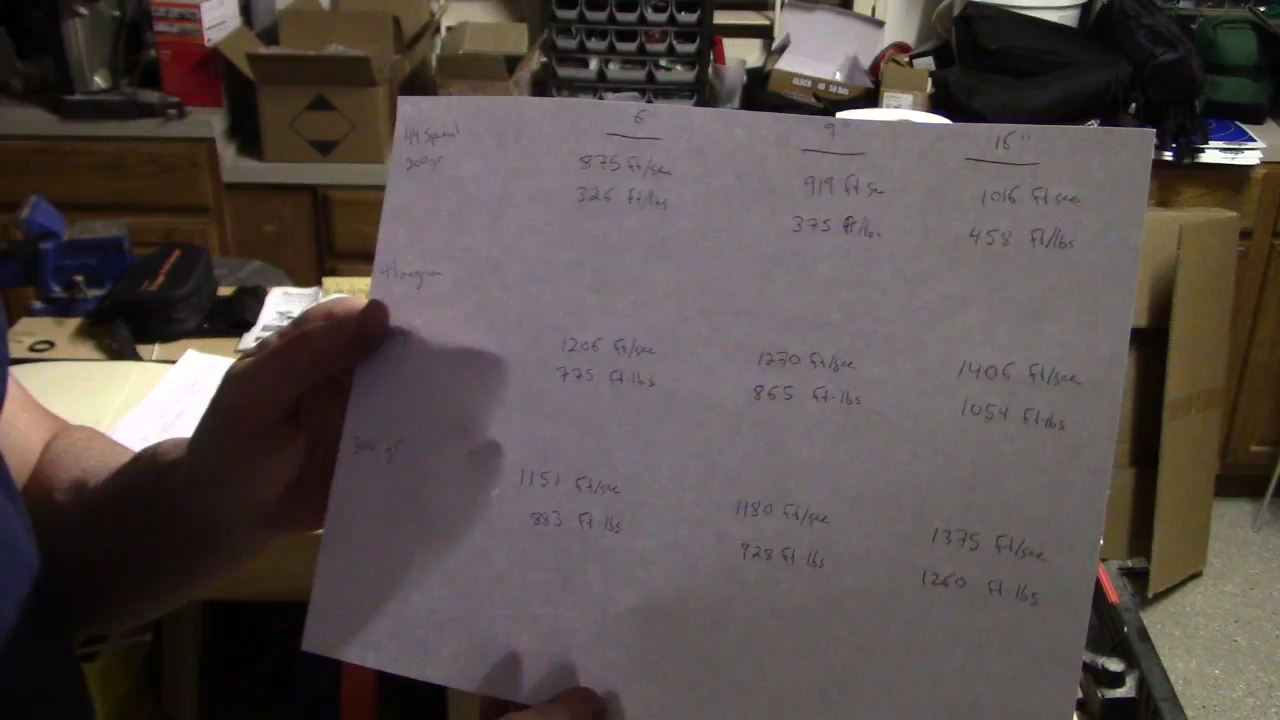 6 9" 16"
44 Special
200gr 875 ft/sec 919 ft sec 1016 ft sec
326 ft/lbs 375 ft/lbs 458 ft/lbs
1206 ft/sec 1270 ft/sec 1406 ft/sec
775 ft-lbs 865 ft-lbs 1054 ft-lbs
300 gr 1151 ft/sec 1180 ft/sec 1375 ft/sec
883 ft-lbs 928 ft-lbs 1260 ft-lbs